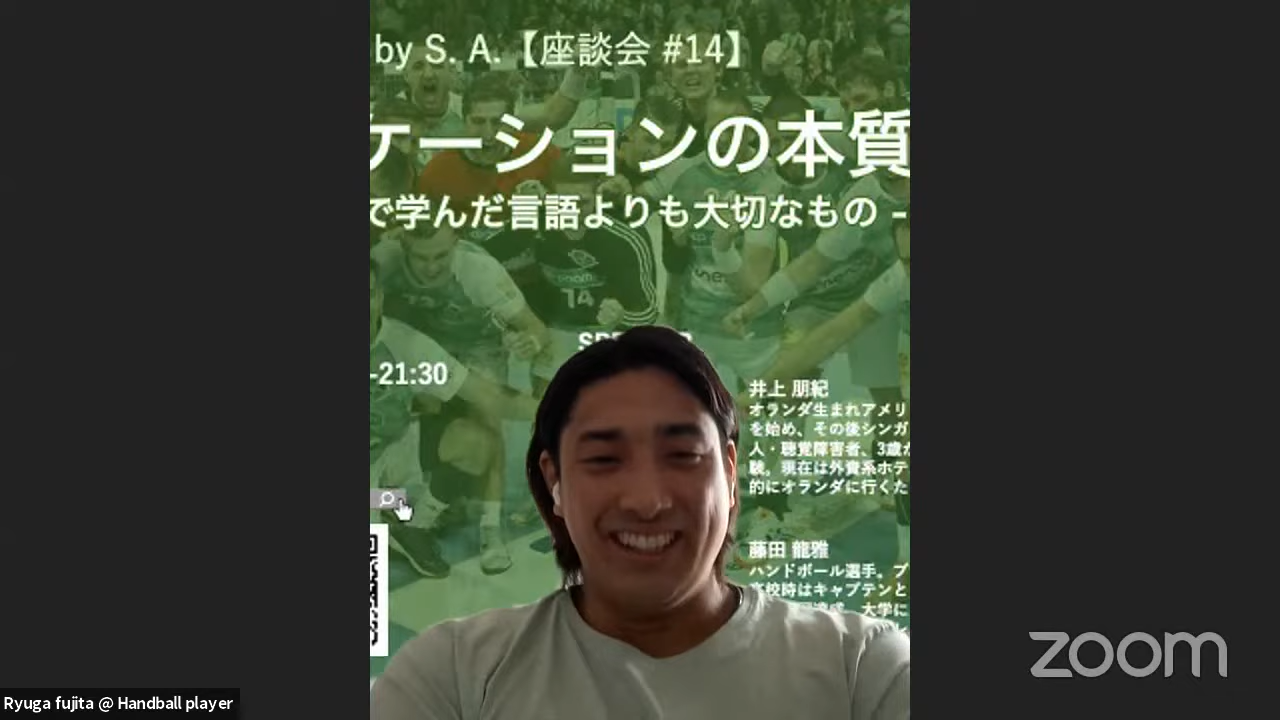 by S. A.【座談会 #14】
ケーションの本質
で学んだ言語よりも大切なもの -
14
-21:30
井上 朋紀
オランダ生まれアメリ
を始め、その後シンガ
人・聴覚障害者、3歳か
験。現在は外資系ホテ
的にオランダに行くた
藤田 龍雅
ハンドボール選手。プ
高校時はキャプテンと
大学に
zoom
Ryuga fujita @ Handball player